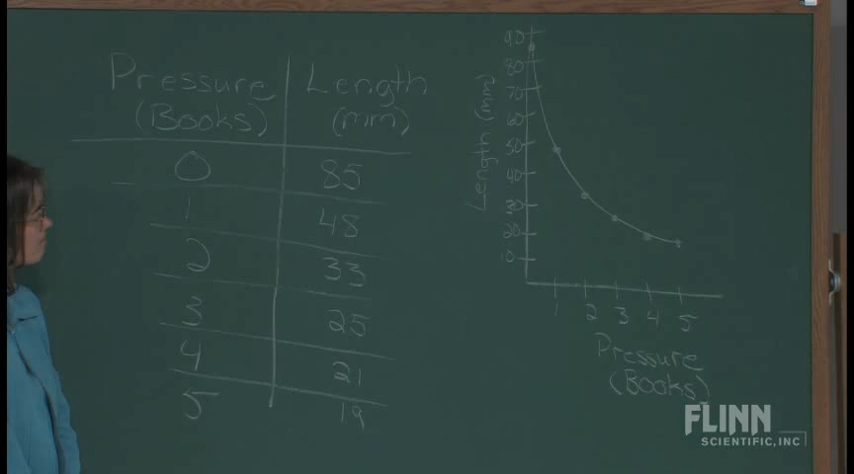 Pressure Length
(Books) (mm)
0 85
1 48
2 33
3 25
4 21
5 19
Length (mm)
90
80
70
60
50
40
30
20
10
1 2 3 4 5
Pressure
(Books)
FLINN
SCIENTIFIC, INC